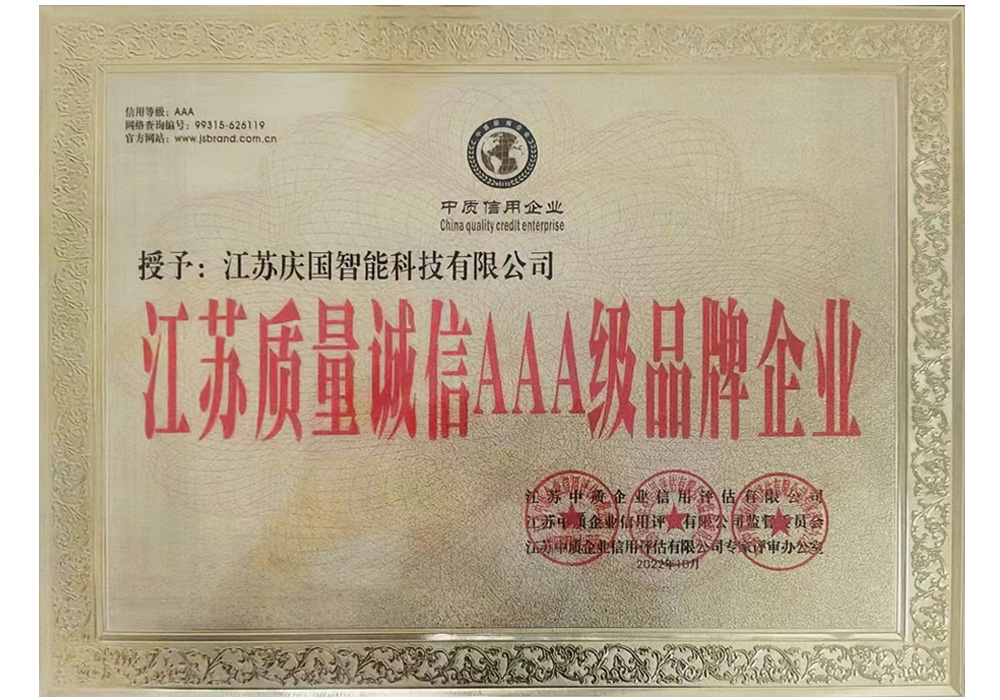 信用等级：AAA
网络查询编号：99315-626119
官方网站：www.jsbrand.com.cn
中质信用企业
China quality credit enterprise
授予：江苏庆国智能科技有限公司
江苏质量诚信AAA级品牌企业
江苏中质企业信用评估有限公司
江苏中质企业信用评 有限公司监督委员会
江苏中质企业信用评估有限公司专家评审办公室
2022年10月